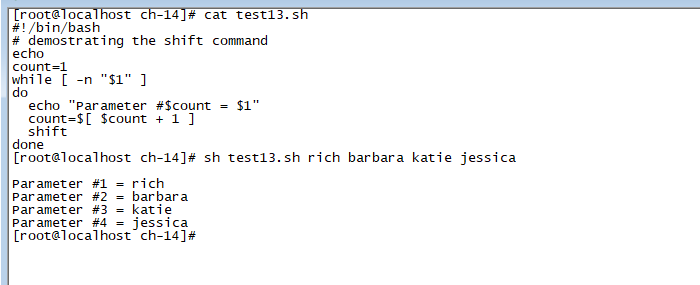 [root@localhost ch-14]# cat test13.sh
#!/bin/bash
# demostrating the shift command
echo
count=1
while [ -n "$1" ]
do
  echo "Parameter #$count = $1"
  count=$[ $count + 1 ]
  shift
done
[root@localhost ch-14]# sh test13.sh rich barbara katie jessica

Parameter #1 = rich
Parameter #2 = barbara
Parameter #3 = katie
Parameter #4 = jessica
[root@localhost ch-14]#